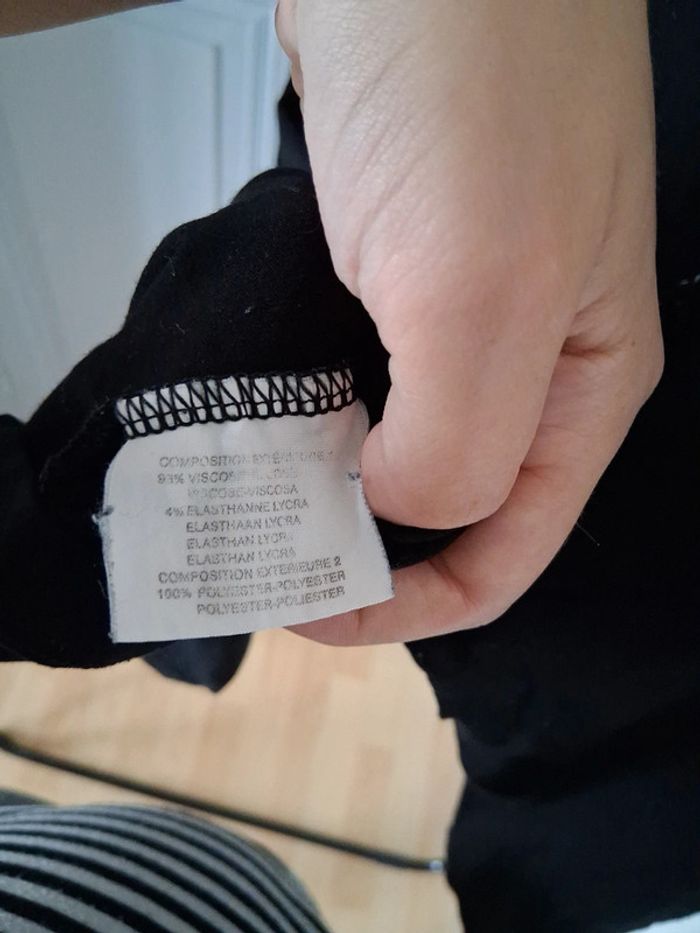 COMPOSITION EXTERIEURE 1
VISCOSE
VISCOSE-VISCOSA
4% ELASTHANNE LYCRA
ELASTHAAN LYCRA
ELASTHAN LYCRA
ELASTHAN LYCRA
COMPOSITION EXTERIEURE 2
100% POLYESTER-POLYESTER
POLYESTER-POLIESTER